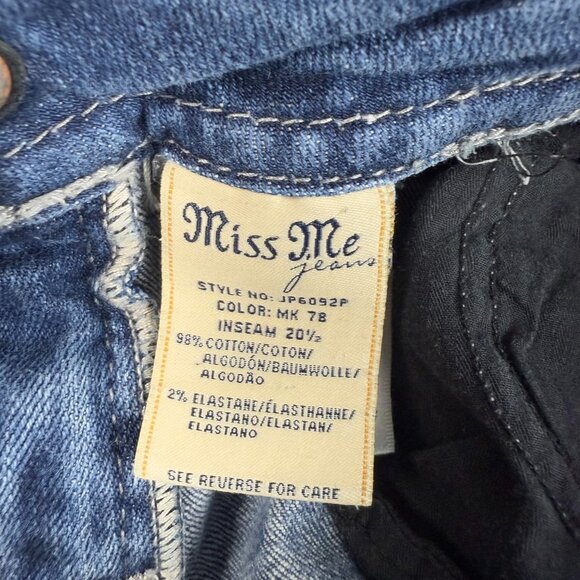 Miss Me
jeans
STYLE NO: JP6092P
COLOR: MK 78
INSEAM 20½
98% COTTON/COTON/
ALGODÓN/BAUMWOLLE/
ALGODÃO
2% ELASTANE/ÉLASTHANNE/
ELASTANO/ELASTAN/
ELASTANO
SEE REVERSE FOR CARE